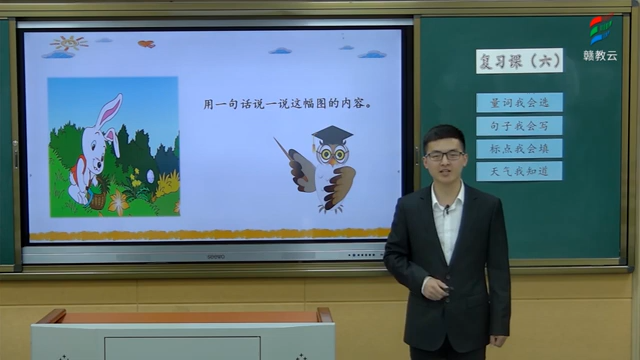 赣教云
复习课（六）
用一句话说一说这幅图的内容。
量词我会选
句子我会写
标点我会填
天气我知道